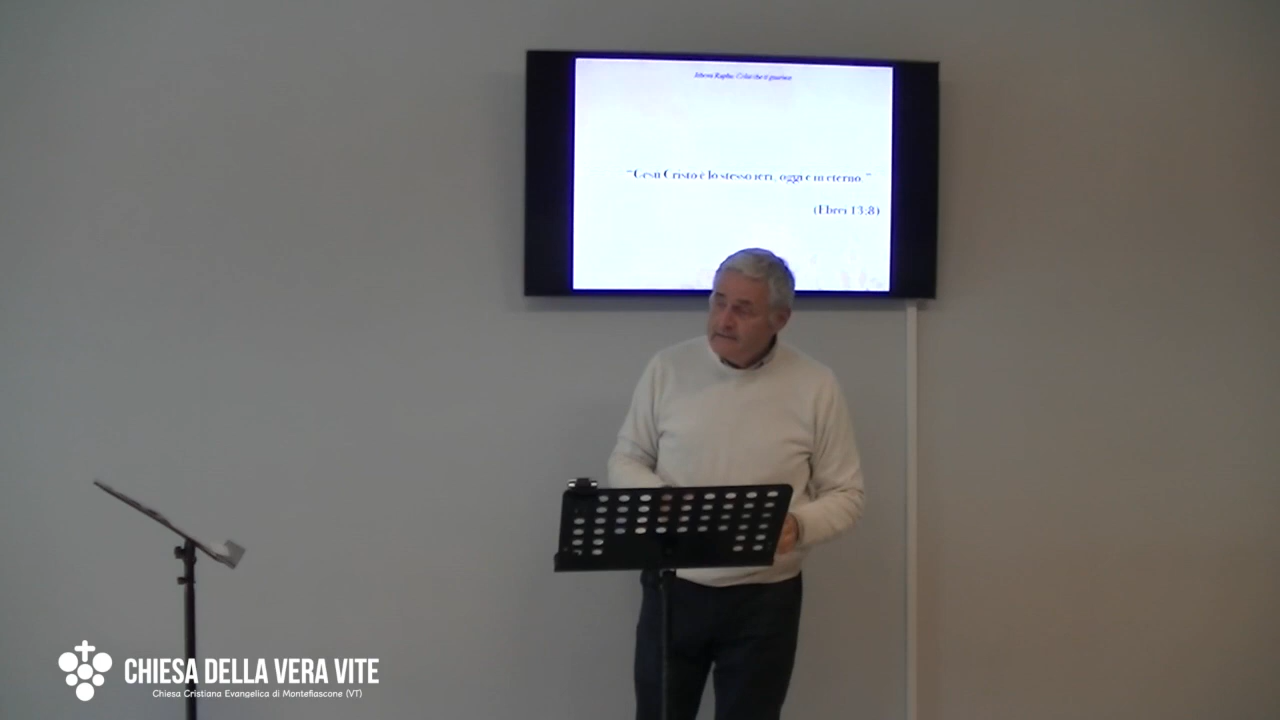 Jehova Rapha: Colui che ti guarisce
"Gesù Cristo è lo stesso ieri, oggi e in eterno."
(Ebrei 13:8)
CHIESA DELLA VERA VITE
Chiesa Cristiana Evangelica di Montefiascone (VT)